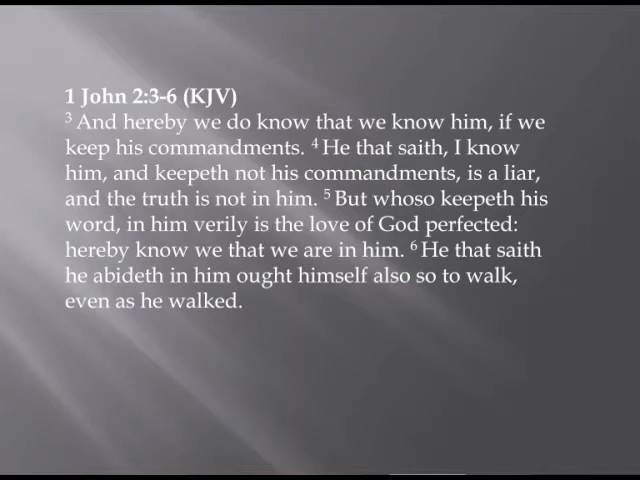 1 John 2:3-6 (KJV)
3 And hereby we do know that we know him, if we
keep his commandments. 4 He that saith, I know
him, and keepeth not his commandments, is a liar,
and the truth is not in him. 5 But whoso keepeth his
word, in him verily is the love of God perfected:
hereby know we that we are in him. 6 He that saith
he abideth in him ought himself also so to walk,
even as he walked.